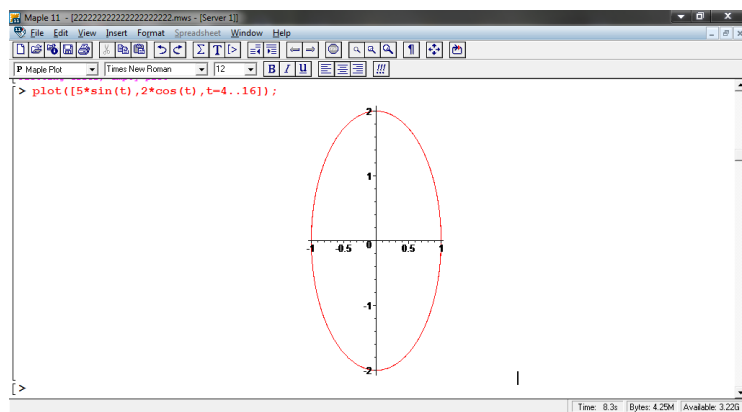 Maple 11 - [22222222222222222222.mws - [Server 1]]
File Edit View Insert Format Spreadsheet Window Help
P Maple Plot Times New Roman 12 B I U !!!
> plot([5*sin(t),2*cos(t),t=4..16]);
2
1
-1 -0.5 0 0.5 1
-1
-2
>
Time: 8.3s Bytes: 4.25M Available: 3.22G